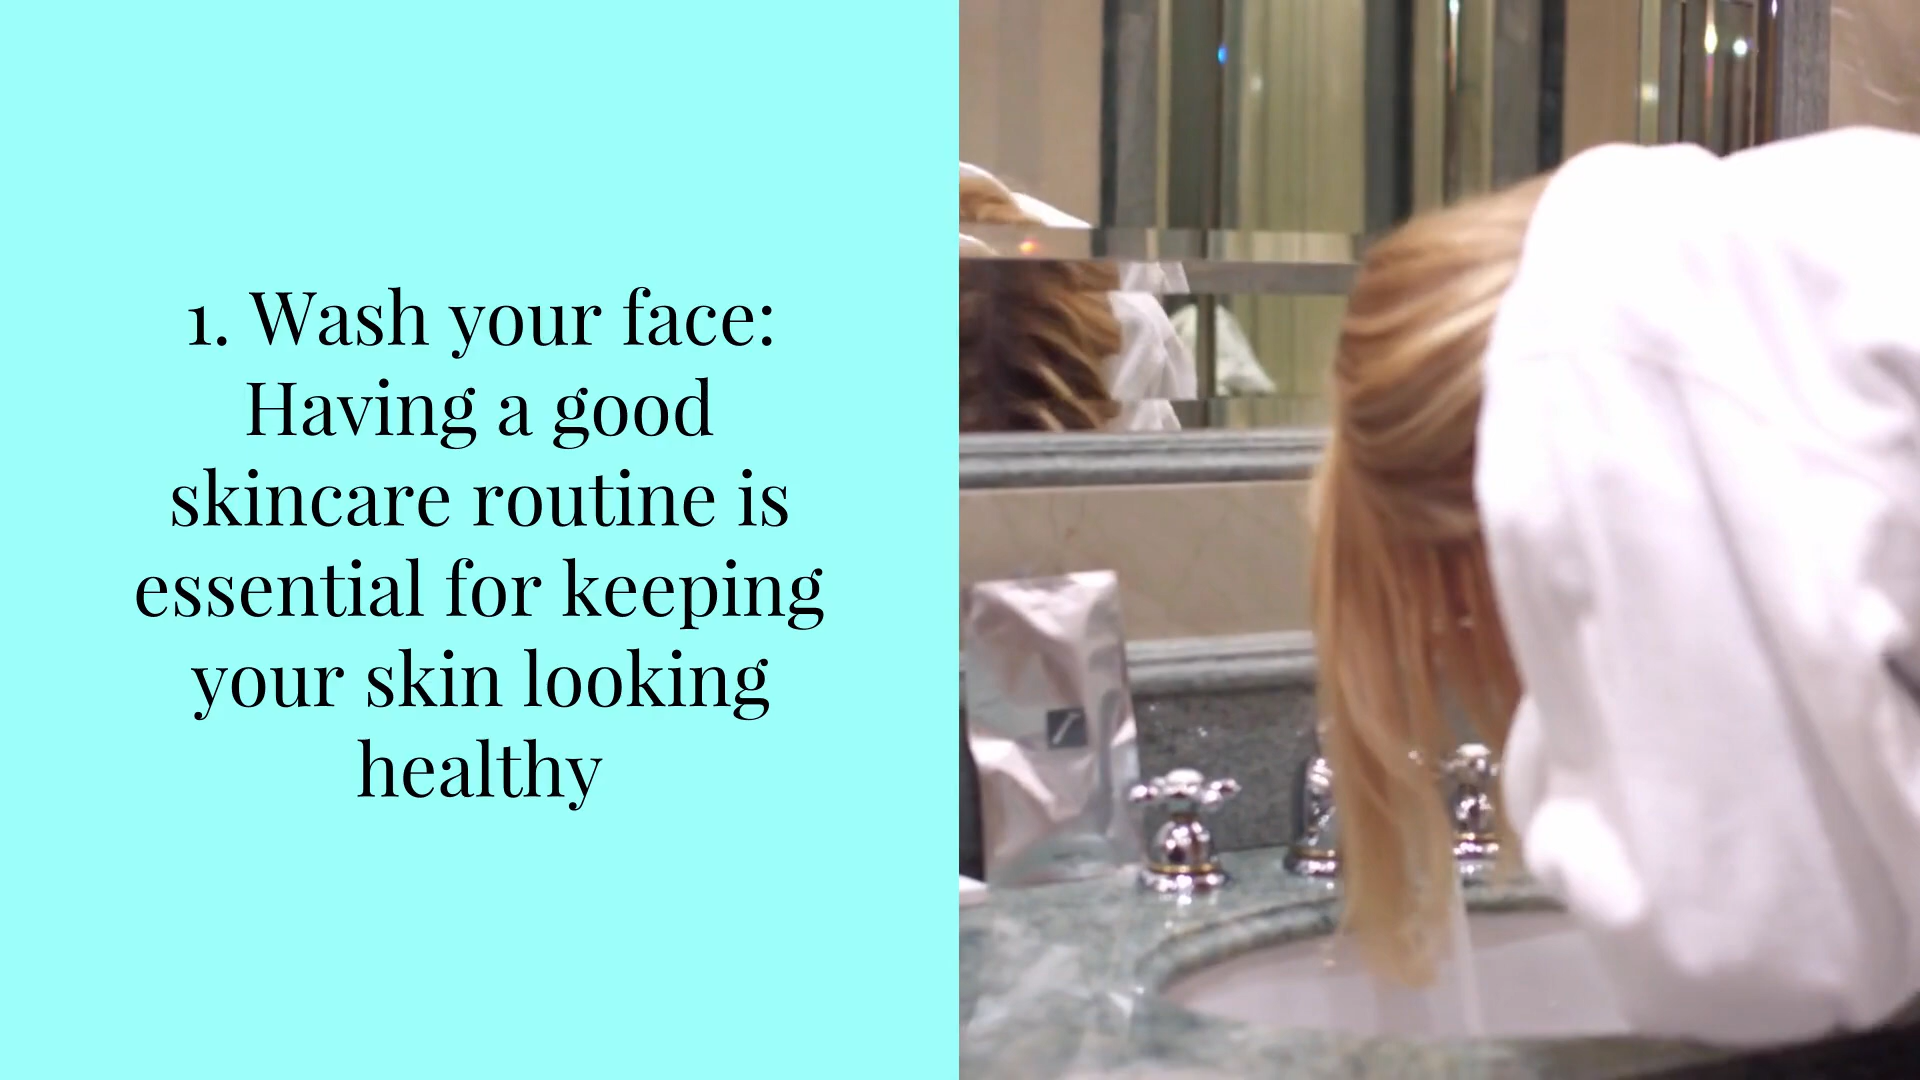 1. Wash your face:
Having a good
skincare routine is
essential for keeping
your skin looking
healthy